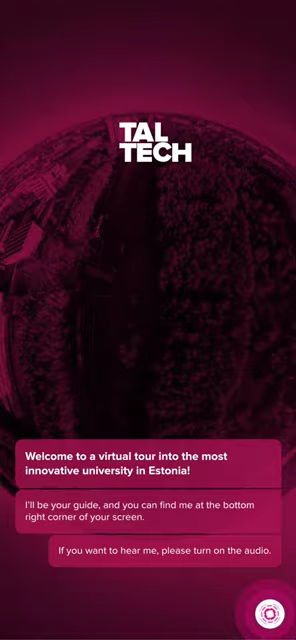 TAL
TECH
Welcome to a virtual tour into the most
innovative university in Estonia!
I'll be your guide, and you can find me at the bottom
right corner of your screen.
If you want to hear me, please turn on the audio.